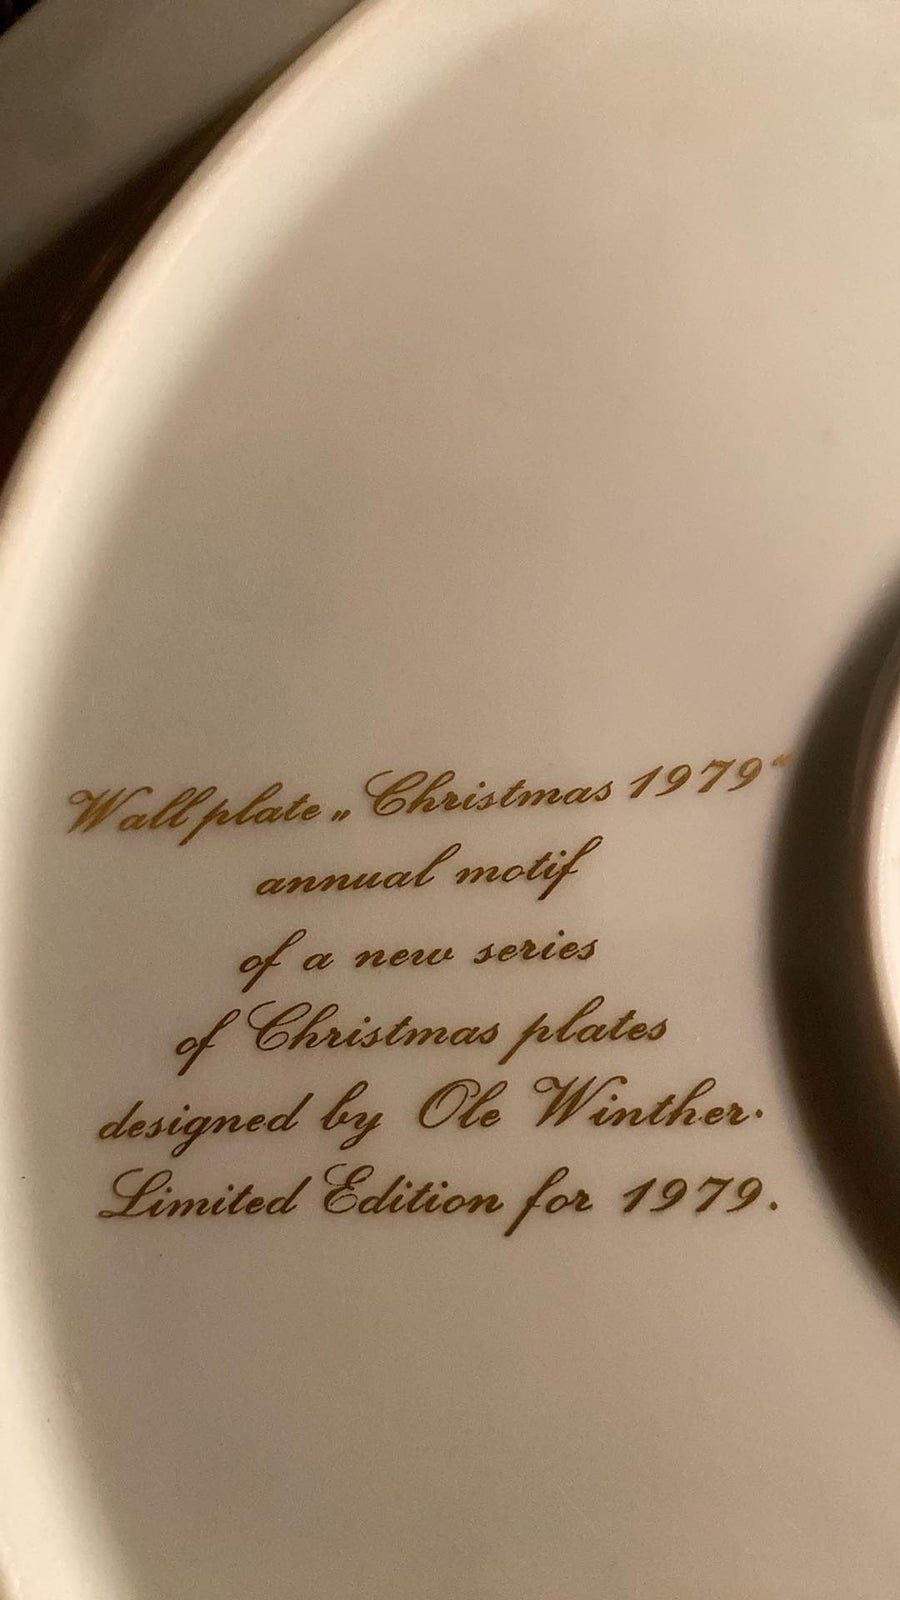 Wall plate „Christmas 1979“
annual motif
of a new series
of Christmas plates
designed by Ole Winther.
Limited Edition for 1979.